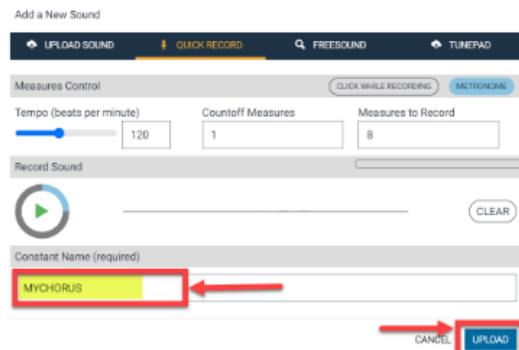 Add a New Sound
UPLOAD SOUND QUICK RECORD FREESOUND TUNEPAD
Measures Control CLICK WHILE RECORDING METRONOME
Tempo (beats per minute) Countoff Measures Measures to Record
120 1 8
Record Sound
CLEAR
Constant Name (required)
MYCHORUS
CANCEL UPLOAD